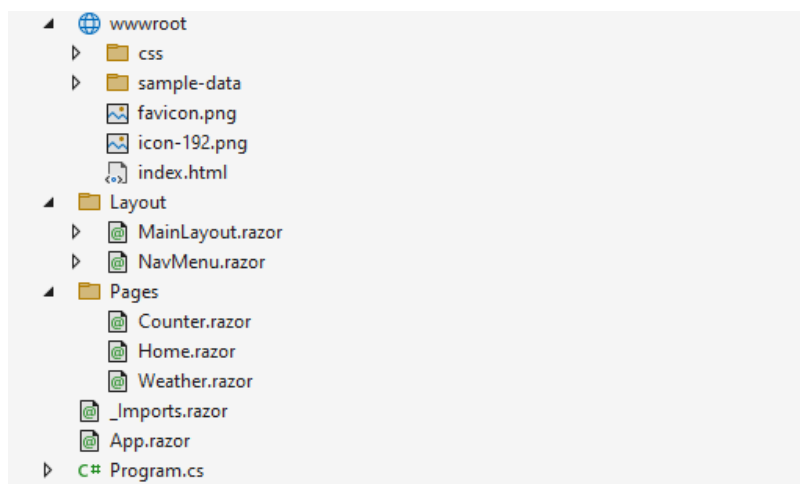 wwwroot
css
sample-data
favicon.png
icon-192.png
index.html
Layout
MainLayout.razor
NavMenu.razor
Pages
Counter.razor
Home.razor
Weather.razor
_Imports.razor
App.razor
C# Program.cs